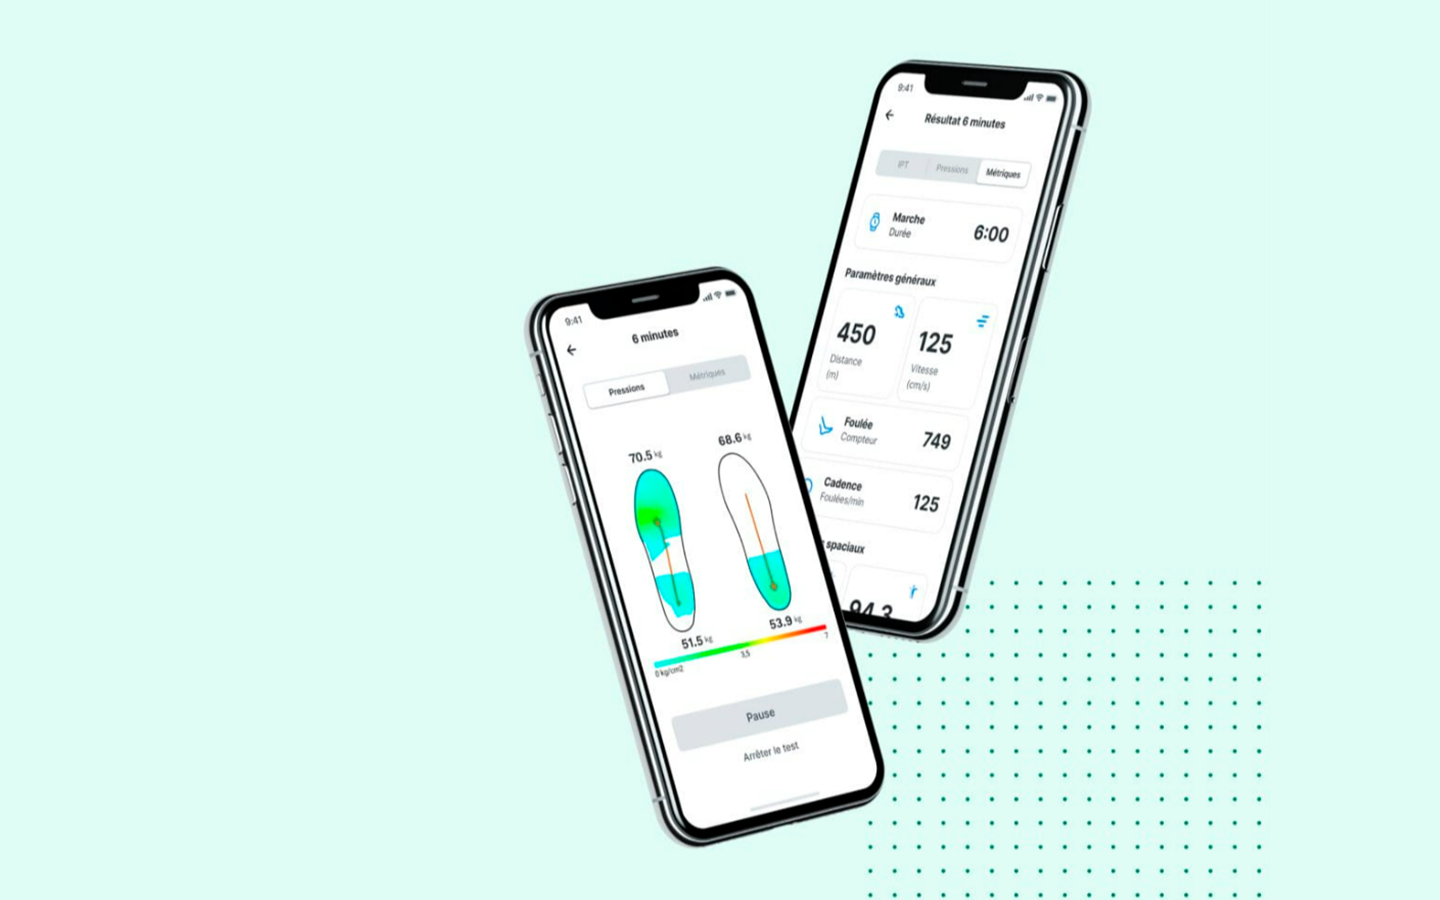 9:41
6 minutes
Pressions Métriques
70.5 kg 68.6 kg
51.5 kg 53.9 kg
0 kg/cm2 3,5 7
Pause
Arrêter le test
9:41
Résultat 6 minutes
IPT Pressions Métriques
Marche
Durée
6:00
Paramètres généraux
450
Distance
(m)
125
Vitesse
(cm/s)
Foulée
Compteur
749
Cadence
Foulées/min
125
spaciaux
94.3